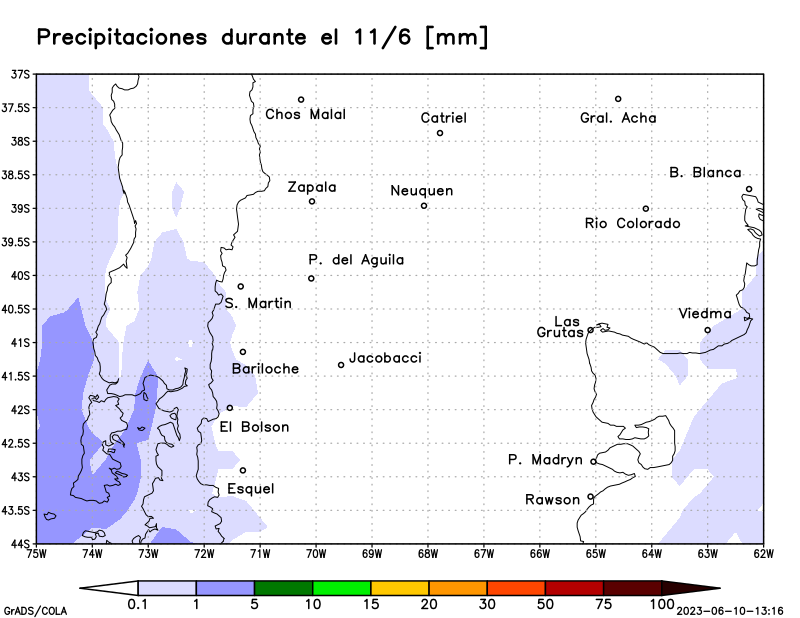 Precipitaciones durante el 11/6 [mm]
37S
37.5S
38S
38.5S
39S
39.5S
40S
40.5S
41S
41.5S
42S
42.5S
43S
43.5S
44S
Chos Malal
Catriel
Gral. Acha
B. Blanca
Zapala
Neuquen
Rio Colorado
P. del Aguila
S. Martin
Las
Grutas
Viedma
Bariloche
Jacobacci
El Bolson
P. Madryn
Esquel
Rawson
75W 74W 73W 72W 71W 70W 69W 68W 67W 66W 65W 64W 63W 62W
0.1 1 5 10 15 20 30 50 75 100
GrADS/COLA
2023-06-10-13:16